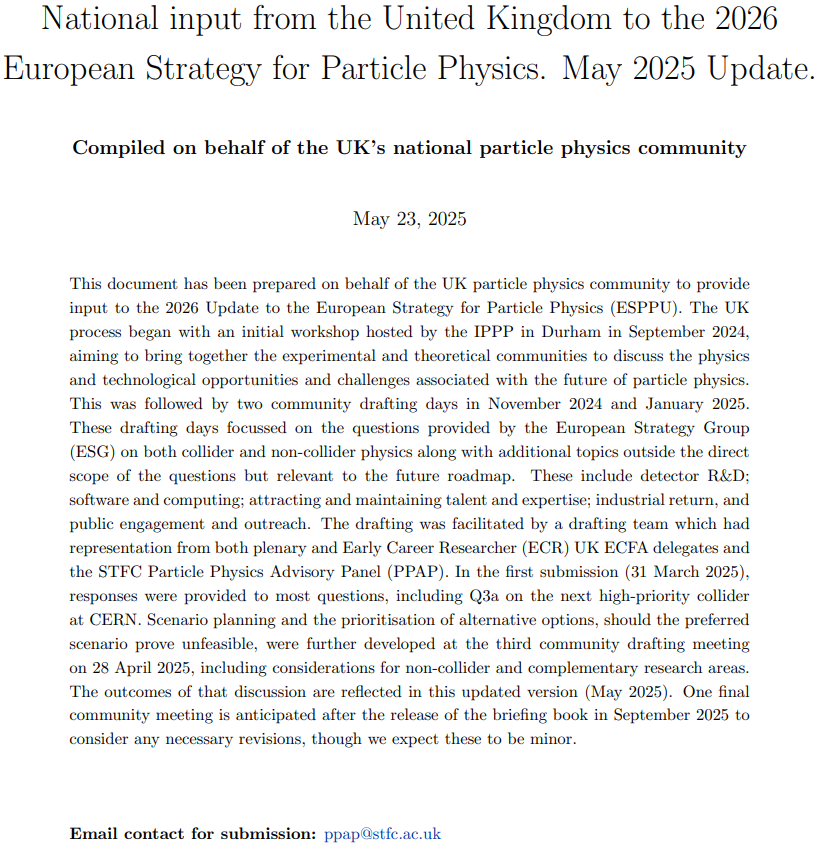 National input from the United Kingdom to the 2026
European Strategy for Particle Physics. May 2025 Update.
Compiled on behalf of the UK's national particle physics community
May 23, 2025
This document has been prepared on behalf of the UK particle physics community to provide
input to the 2026 Update to the European Strategy for Particle Physics (ESPPU). The UK
process began with an initial workshop hosted by the IPPP in Durham in September 2024,
aiming to bring together the experimental and theoretical communities to discuss the physics
and technological opportunities and challenges associated with the future of particle physics.
This was followed by two community drafting days in November 2024 and January 2025.
These drafting days focussed on the questions provided by the European Strategy Group
(ESG) on both collider and non-collider physics along with additional topics outside the direct
scope of the questions but relevant to the future roadmap. These include detector R&D;
software and computing; attracting and maintaining talent and expertise; industrial return, and
public engagement and outreach. The drafting was facilitated by a drafting team which had
representation from both plenary and Early Career Researcher (ECR) UK ECFA delegates and
the STFC Particle Physics Advisory Panel (PPAP). In the first submission (31 March 2025),
responses were provided to most questions, including Q3a on the next high-priority collider
at CERN. Scenario planning and the prioritisation of alternative options, should the preferred
scenario prove unfeasible, were further developed at the third community drafting meeting
on 28 April 2025, including considerations for non-collider and complementary research areas.
The outcomes of that discussion are reflected in this updated version (May 2025). One final
community meeting is anticipated after the release of the briefing book in September 2025 to
consider any necessary revisions, though we expect these to be minor.
Email contact for submission: ppap@stfc.ac.uk